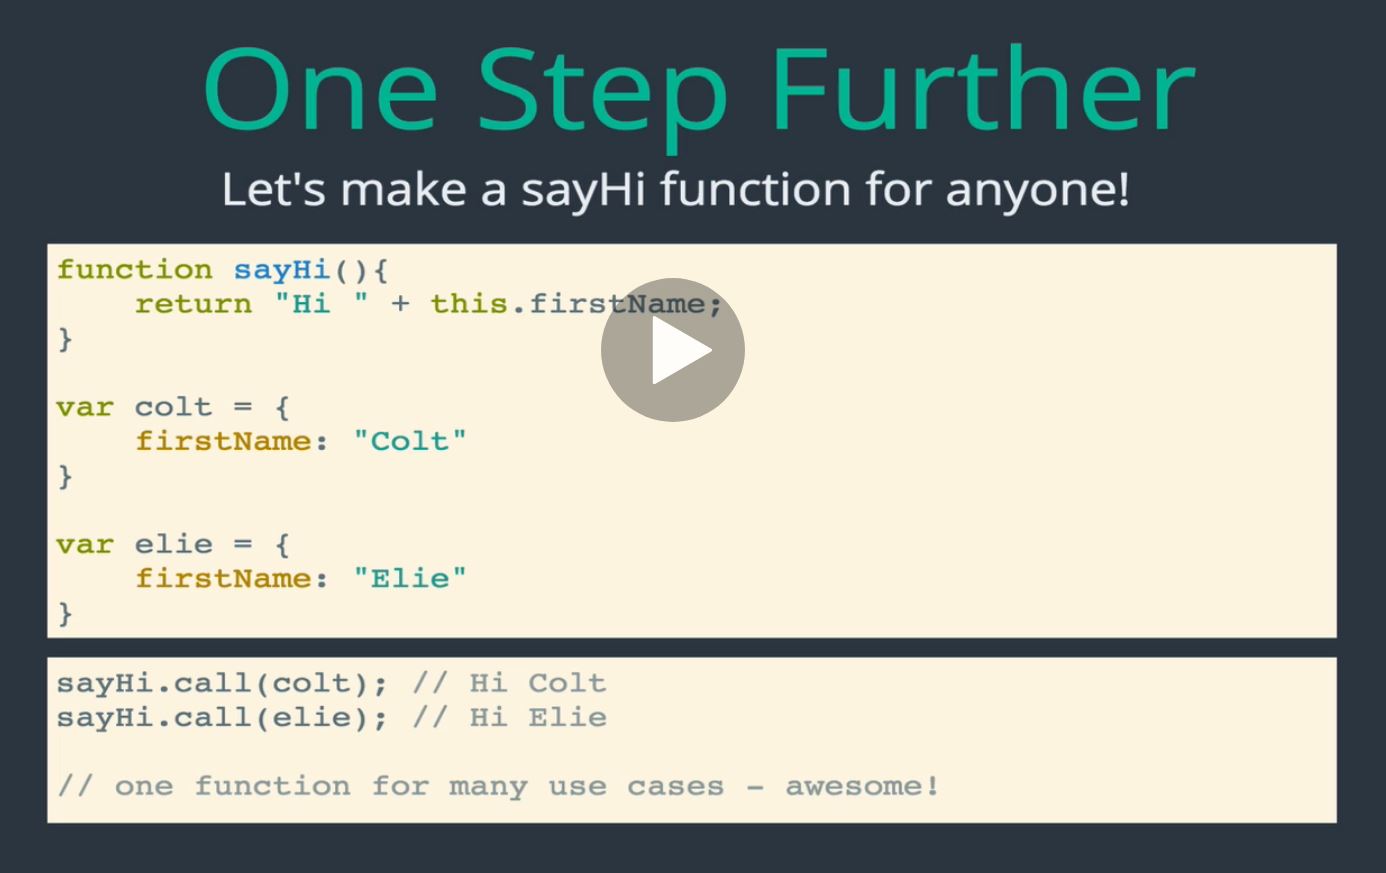 One Step Further
Let's make a sayHi function for anyone!
function sayHi(){
    return "Hi " + this.firstName;
}
var colt = {
    firstName: "Colt"
}
var elie = {
    firstName: "Elie"
}
sayHi.call(colt); // Hi Colt
sayHi.call(elie); // Hi Elie
// one function for many use cases - awesome!